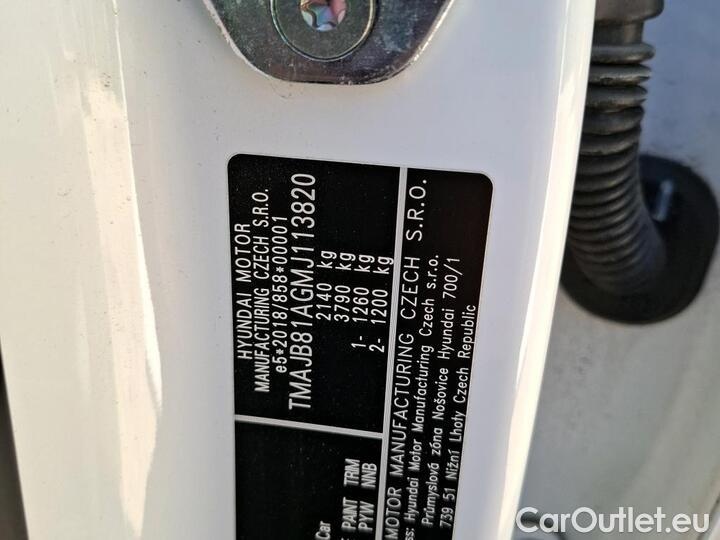 HYUNDAI MOTOR
MANUFACTURING CZECH S.R.O.
e5*2018/858*00001
TMAJB81AGMJ113820
2140 kg
3790 kg
1- 1260 kg
2- 1200 kg
Car
PAINT TRIM
PYW NNB
MOTOR MANUFACTURING CZECH S.R.O.
ess: Hyundai Motor Manufacturing Czech s.r.o.
Průmyslová zóna Nošovice Hyundai 700/1
739 51 Nižní Lhoty Czech Republic
CarOutlet.eu